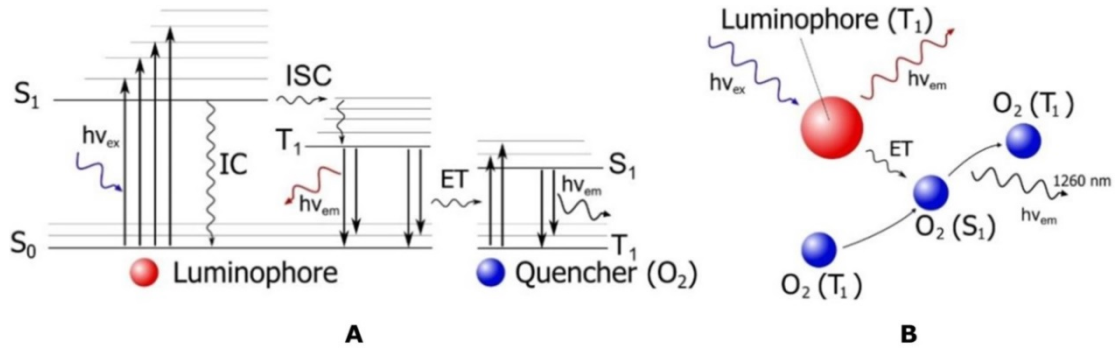 S₁
hνₑₓ
IC
S₀
ISC
T₁
hνₑₘ
ET
S₁
hνₑₘ
T₁
Luminophore
Quencher (O₂)
A
Luminophore (T₁)
hνₑₓ
hνₑₘ
O₂ (T₁)
ET
1260 nm
hνₑₘ
O₂ (S₁)
O₂ (T₁)
B